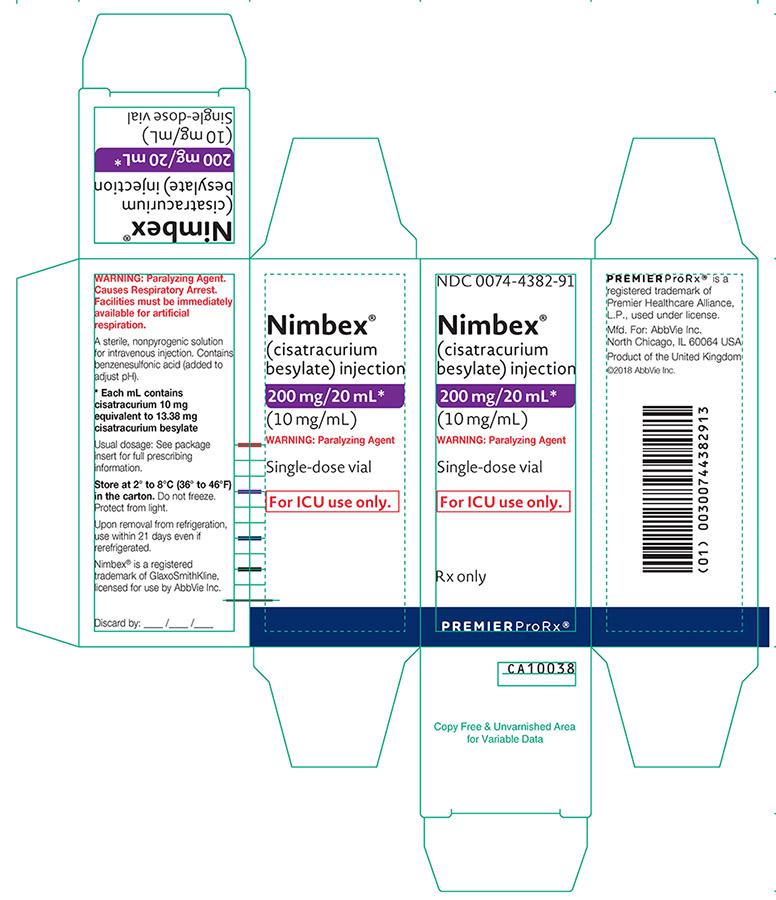 Nimbex®
(cisatracurium
besylate) injection
200 mg/20 mL*
(10 mg/mL)
Single-dose vial
WARNING: Paralyzing Agent.
Causes Respiratory Arrest.
Facilities must be immediately
available for artificial
respiration.
A sterile, nonpyrogenic solution
for intravenous injection. Contains
benzenesulfonic acid (added to
adjust pH).
* Each mL contains
cisatracurium 10 mg
equivalent to 13.38 mg
cisatracurium besylate
Usual dosage: See package
insert for full prescribing
information.
Store at 2° to 8°C (36° to 46°F)
in the carton. Do not freeze.
Protect from light.
Upon removal from refrigeration,
use within 21 days even if
rerefrigerated.
Nimbex® is a registered
trademark of GlaxoSmithKline,
licensed for use by AbbVie Inc.
Discard by: ____ /____ /____
Nimbex®
(cisatracurium
besylate) injection
200 mg/20 mL*
(10 mg/mL)
WARNING: Paralyzing Agent
Single-dose vial
For ICU use only.
NDC 0074-4382-91
Nimbex®
(cisatracurium
besylate) injection
200 mg/20 mL*
(10 mg/mL)
WARNING: Paralyzing Agent
Single-dose vial
For ICU use only.
Rx only
PREMIERProRx®
PREMIERProRx® is a
registered trademark of
Premier Healthcare Alliance,
L.P., used under license.
Mfd. For: AbbVie Inc.
North Chicago, IL 60064 USA
Product of the United Kingdom
©2018 AbbVie Inc.
(01) 00300744382913
CA10038
Copy Free & Unvarnished Area
for Variable Data